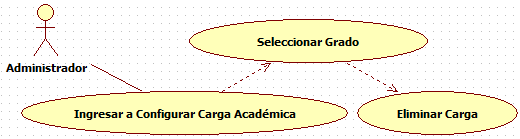 Seleccionar Grado
Administrador
Ingresar a Configurar Carga Académica
Eliminar Carga